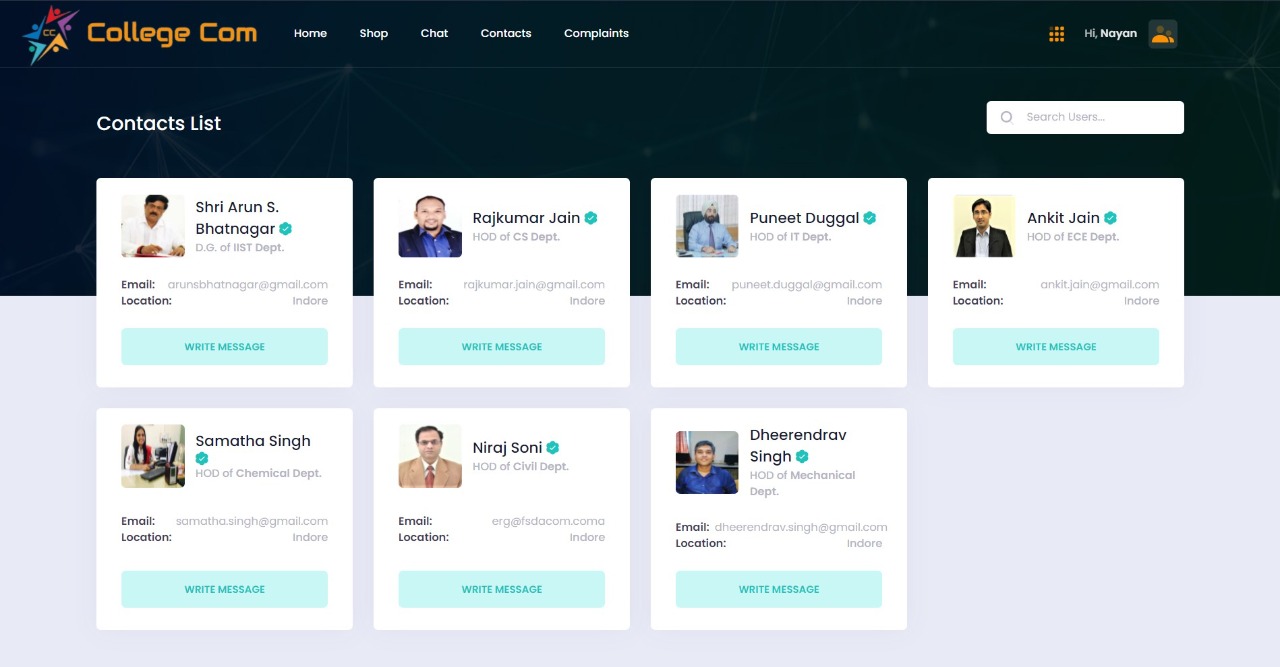 CC
College Com
Home
Shop
Chat
Contacts
Complaints
Hi, Nayan
Contacts List
Search Users...
Shri Arun S.
Bhatnagar
D.G. of IIST Dept.
Email: arunsbhatnagar@gmail.com
Location: Indore
WRITE MESSAGE
Rajkumar Jain
HOD of CS Dept.
Email: rajkumar.jain@gmail.com
Location: Indore
WRITE MESSAGE
Puneet Duggal
HOD of IT Dept.
Email: puneet.duggal@gmail.com
Location: Indore
WRITE MESSAGE
Ankit Jain
HOD of ECE Dept.
Email: ankit.jain@gmail.com
Location: Indore
WRITE MESSAGE
Samatha Singh
HOD of Chemical Dept.
Email: samatha.singh@gmail.com
Location: Indore
WRITE MESSAGE
Niraj Soni
HOD of Civil Dept.
Email: erg@fsdacom.coma
Location: Indore
WRITE MESSAGE
Dheerendrav
Singh
HOD of Mechanical
Dept.
Email: dheerendrav.singh@gmail.com
Location: Indore
WRITE MESSAGE